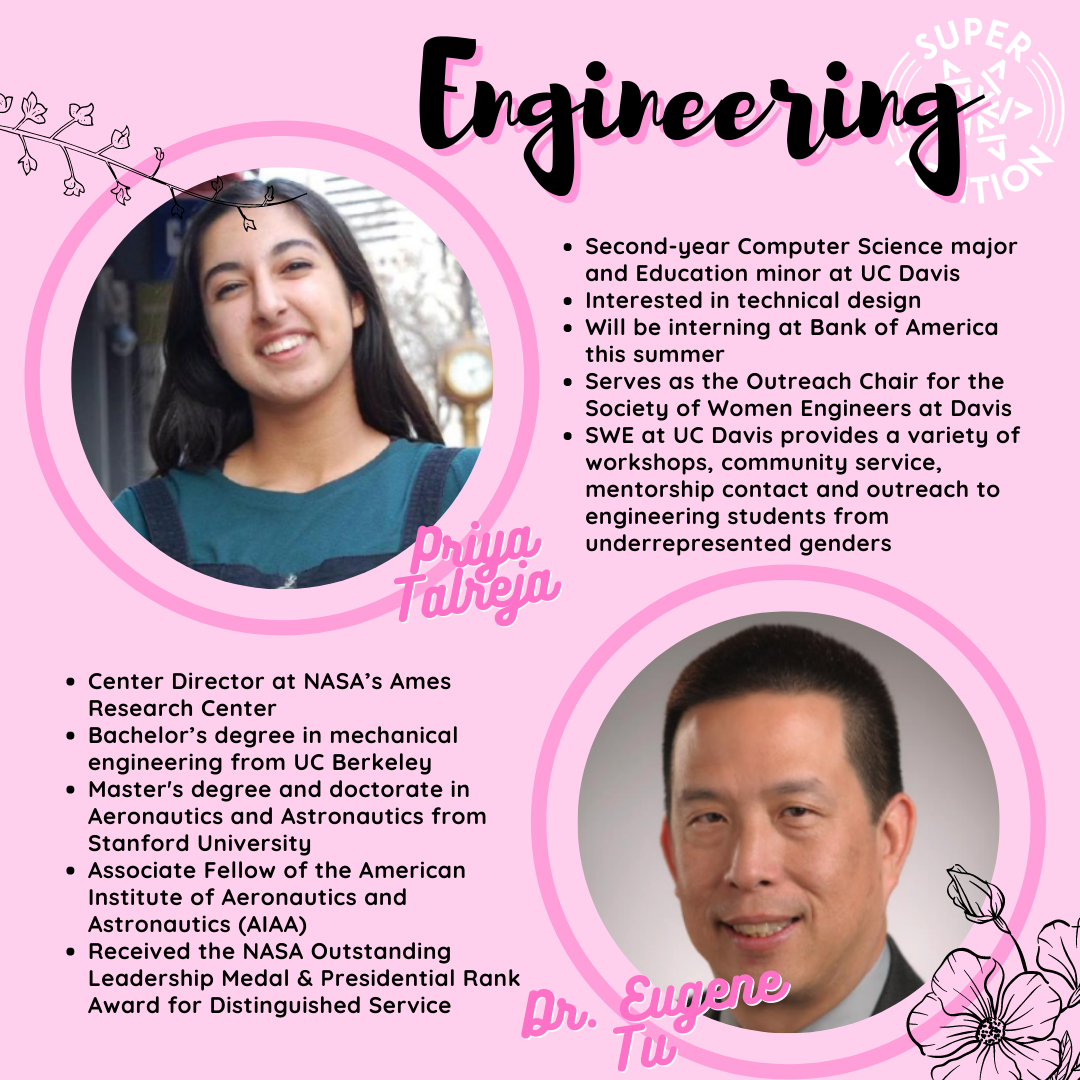 Engineering
SUPER
TUITION
• Second-year Computer Science major
and Education minor at UC Davis
• Interested in technical design
• Will be interning at Bank of America
this summer
• Serves as the Outreach Chair for the
Society of Women Engineers at Davis
• SWE at UC Davis provides a variety of
workshops, community service,
mentorship contact and outreach to
engineering students from
underrepresented genders
Priya
Talreja
• Center Director at NASA’s Ames
Research Center
• Bachelor’s degree in mechanical
engineering from UC Berkeley
• Master's degree and doctorate in
Aeronautics and Astronautics from
Stanford University
• Associate Fellow of the American
Institute of Aeronautics and
Astronautics (AIAA)
• Received the NASA Outstanding
Leadership Medal & Presidential Rank
Award for Distinguished Service
Dr. Eugene
Tu